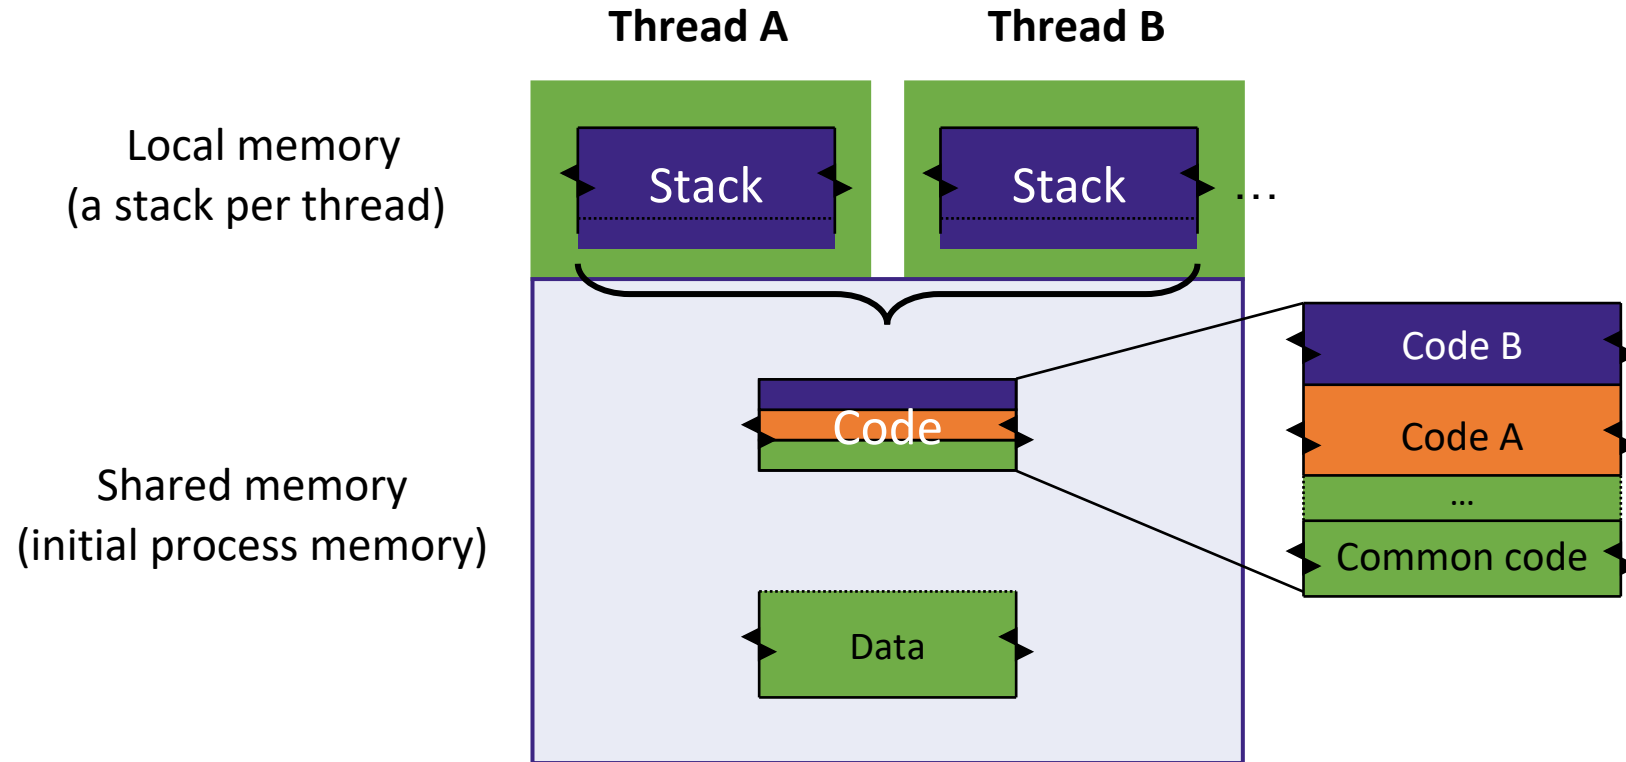 Thread A
Thread B
Local memory
(a stack per thread)
Stack
Stack
...
Code
Shared memory
(initial process memory)
Data
Code B
Code A
...
Common code